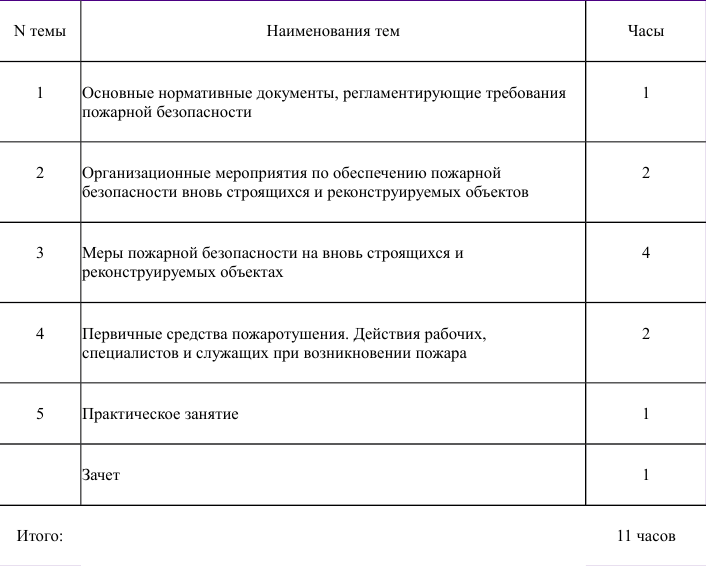 N темы Наименования тем Часы
1 Основные нормативные документы, регламентирующие требования 1
пожарной безопасности
2 Организационные мероприятия по обеспечению пожарной 2
безопасности вновь строящихся и реконструируемых объектов
3 Меры пожарной безопасности на вновь строящихся и 4
реконструируемых объектах
4 Первичные средства пожаротушения. Действия рабочих, 2
специалистов и служащих при возникновении пожара
5 Практическое занятие 1
Зачет 1
Итого: 11 часов